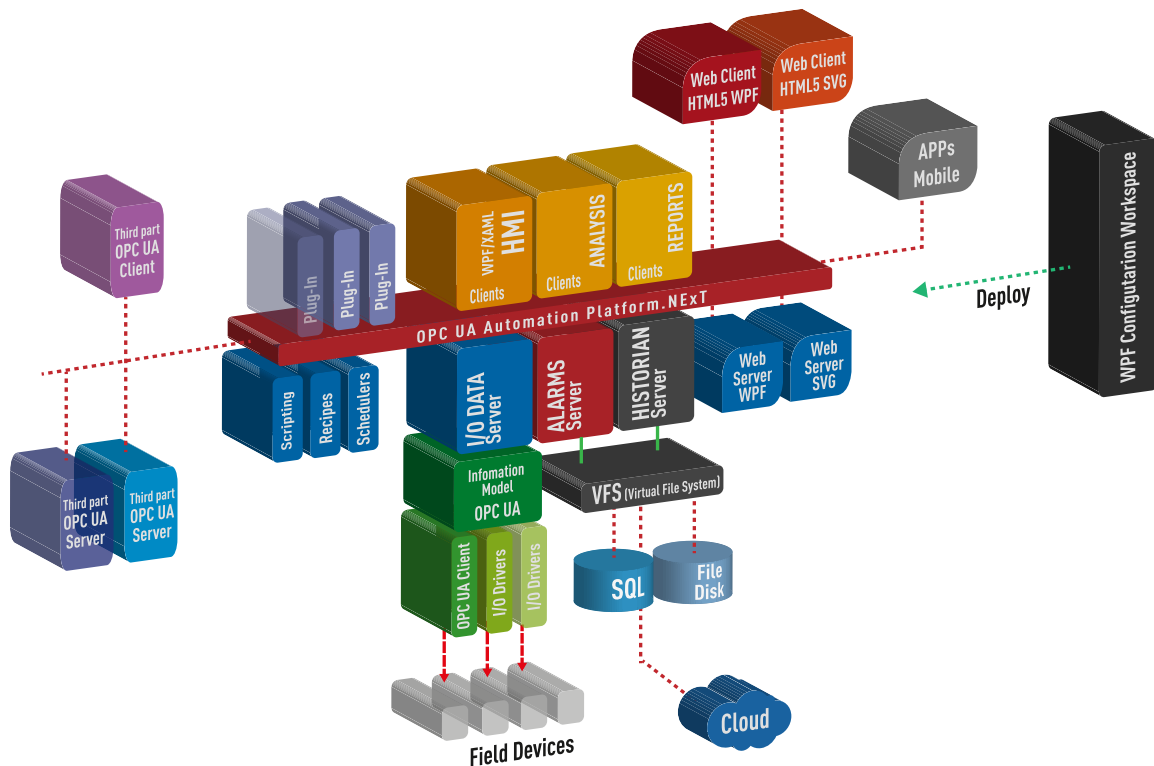 Web Client
HTML5 WPF
Web Client
HTML5 SVG
APPs
Mobile
WPF Configutarion Workspace
Deploy
Third part
OPC UA
Client
Plug-In
Plug-In
Plug-In
WPF/XAML
HMI
Clients
ANALYSIS
Clients
REPORTS
Clients
OPC UA Automation Platform.NExT
Scripting
Recipes
Schedulers
I/O DATA
Server
ALARMS
Server
HISTORIAN
Server
Web
Server
WPF
Web
Server
SVG
Third part
OPC UA
Server
Third part
OPC UA
Server
Infomation
Model
OPC UA
VFS (Virtual File System)
OPC UA Client
I/O Drivers
I/O Drivers
SQL
File
Disk
Cloud
Field Devices